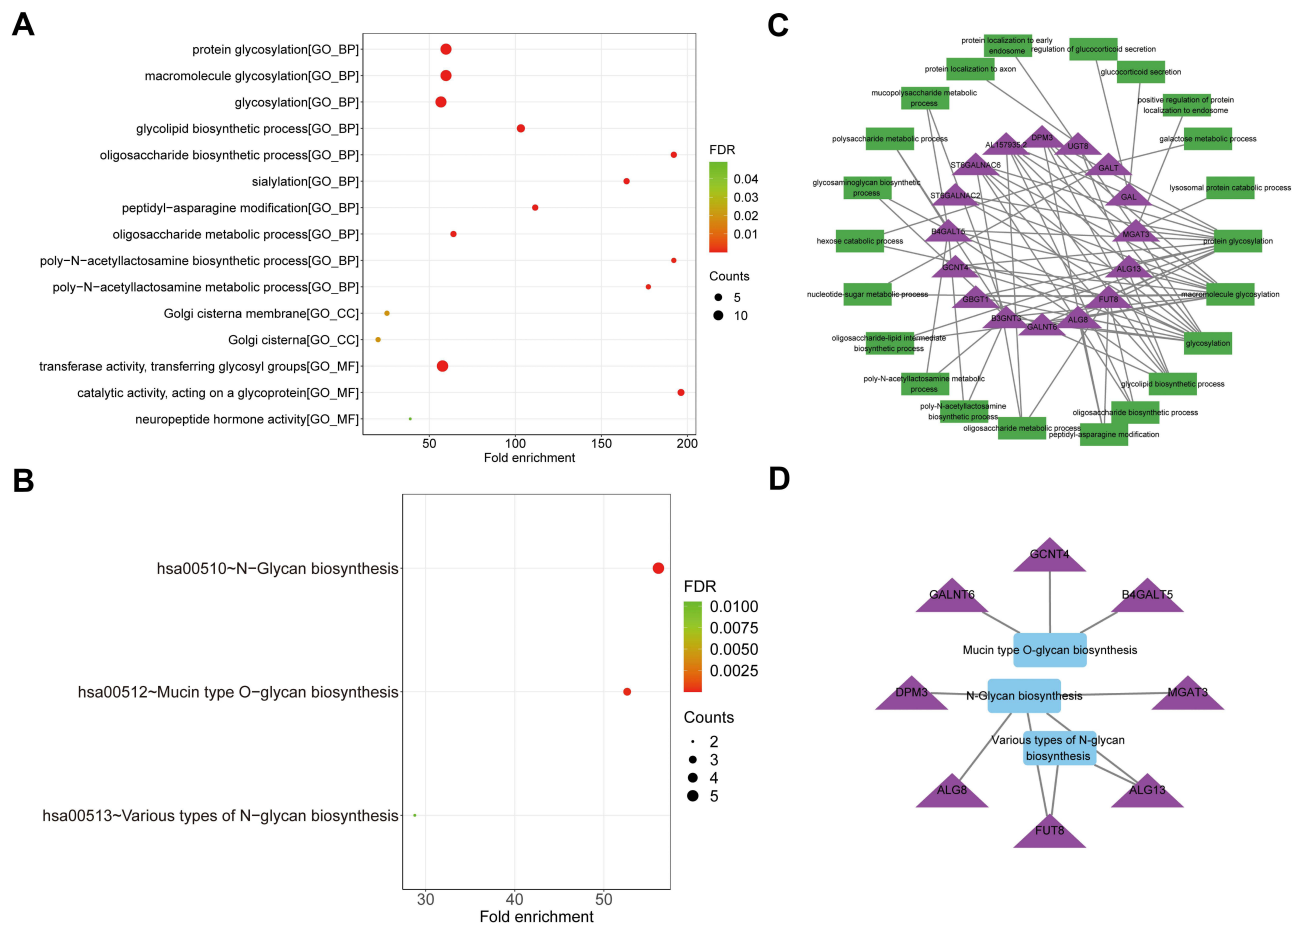 A
protein glycosylation[GO_BP]
macromolecule glycosylation[GO_BP]
glycosylation[GO_BP]
glycolipid biosynthetic process[GO_BP]
oligosaccharide biosynthetic process[GO_BP]
sialylation[GO_BP]
peptidyl−asparagine modification[GO_BP]
oligosaccharide metabolic process[GO_BP]
poly−N−acetyllactosamine biosynthetic process[GO_BP]
poly−N−acetyllactosamine metabolic process[GO_BP]
Golgi cisterna membrane[GO_CC]
Golgi cisterna[GO_CC]
transferase activity, transferring glycosyl groups[GO_MF]
catalytic activity, acting on a glycoprotein[GO_MF]
neuropeptide hormone activity[GO_MF]
50 100 150 200
Fold enrichment
FDR
0.04
0.03
0.02
0.01
Counts
5
10
B
hsa00510~N−Glycan biosynthesis
hsa00512~Mucin type O−glycan biosynthesis
hsa00513~Various types of N−glycan biosynthesis
30 40 50
Fold enrichment
FDR
0.0100
0.0075
0.0050
0.0025
Counts
2
3
4
5
C
protein localization to early
endosome
regulation of glucocorticoid secretion
protein localization to axon
glucocorticoid secretion
mucopolysaccharide metabolic
process
positive regulation of protein
localization to endosome
polysaccharide metabolic process
galactose metabolic process
glycosaminoglycan biosynthetic
process
lysosomal protein catabolic process
hexose catabolic process
protein glycosylation
nucleotide-sugar metabolic process
macromolecule glycosylation
oligosaccharide-lipid intermediate
biosynthetic process
glycosylation
poly-N-acetyllactosamine metabolic
process
glycolipid biosynthetic process
poly-N-acetyllactosamine
biosynthetic process
oligosaccharide biosynthetic process
oligosaccharide metabolic process
peptidyl-asparagine modification
DPM3
AL157935.2
UGT8
ST6GALNAC6
GALT
ST6GALNAC2
GAL
B4GALT5
MGAT3
GCNT4
ALG13
GBGT1
FUT8
B3GNT3
ALG8
GALNT6
D
GCNT4
GALNT6
B4GALT5
Mucin type O-glycan biosynthesis
DPM3
N-Glycan biosynthesis
MGAT3
Various types of N-glycan
biosynthesis
ALG8
ALG13
FUT8